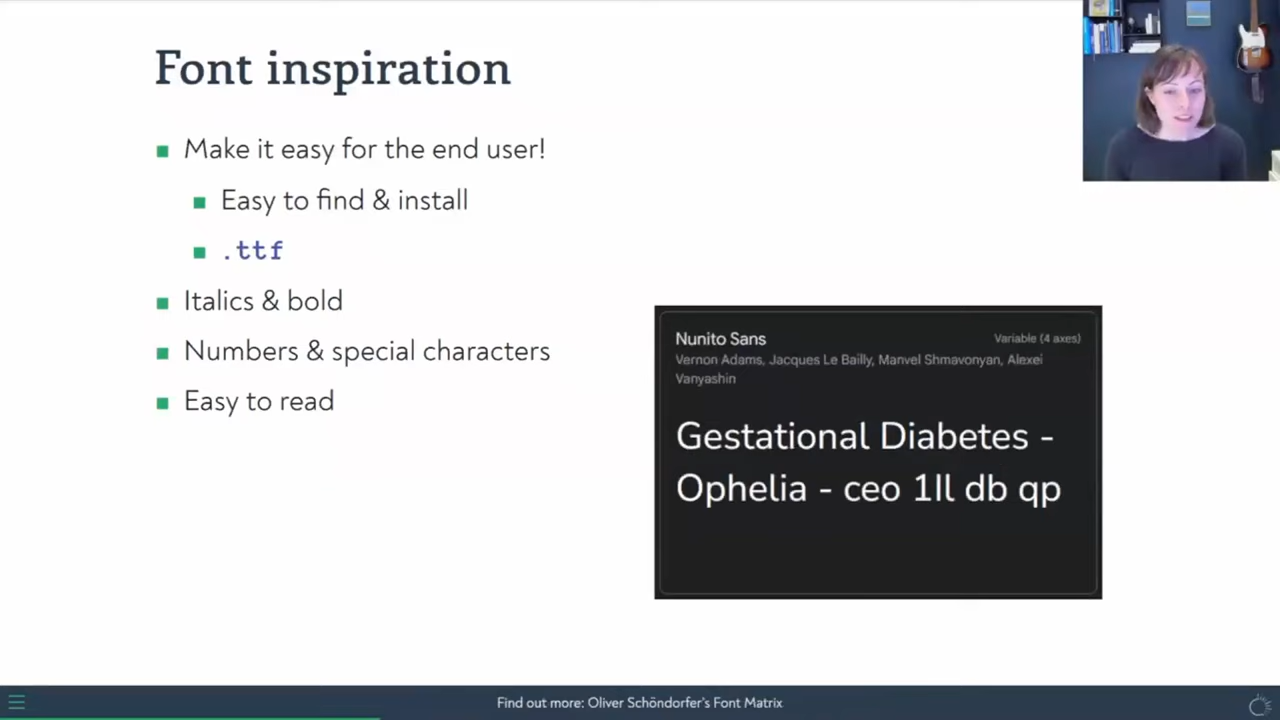 Font inspiration
Make it easy for the end user!
Easy to find & install
.ttf
Italics & bold
Numbers & special characters
Easy to read
Nunito Sans
Variable (4 axes)
Vernon Adams, Jacques Le Bailly, Manvel Shmavonyan, Alexei
Vanyashin
Gestational Diabetes -
Ophelia - ceo 1Il db qp
Find out more: Oliver Schöndorfer's Font Matrix